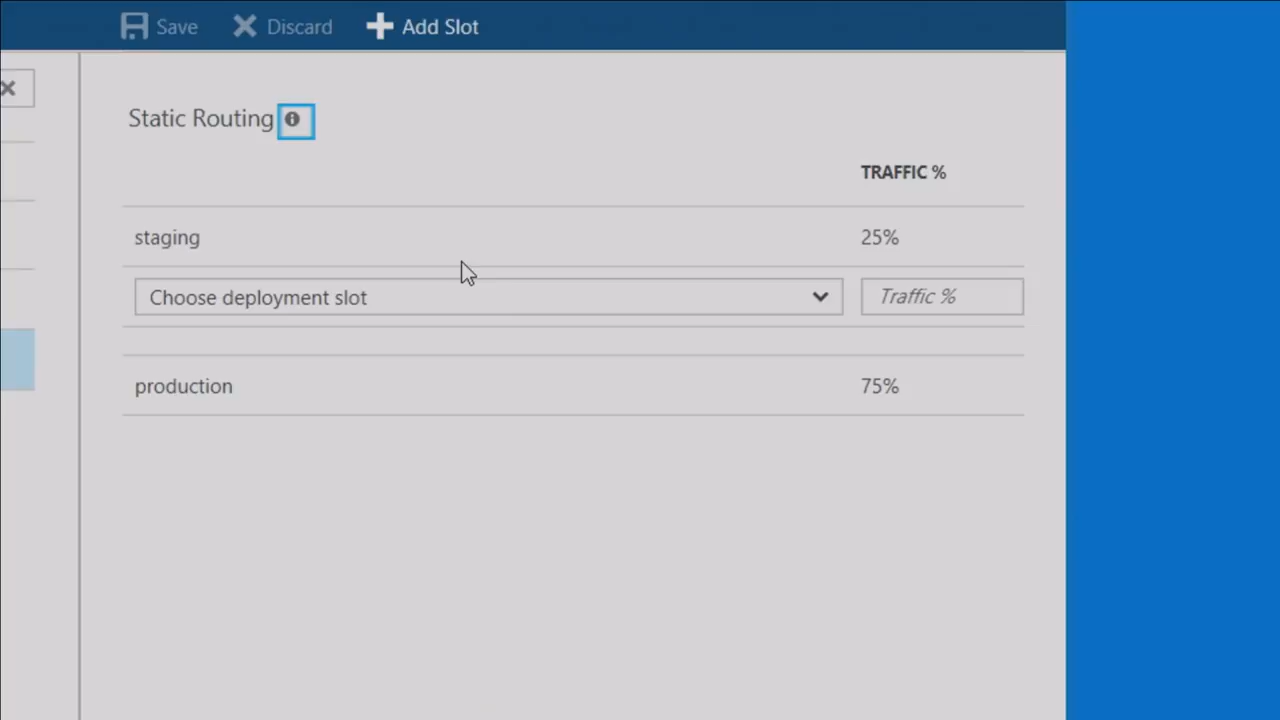 Save Discard Add Slot
Static Routing
TRAFFIC %
staging 25%
Choose deployment slot Traffic %
production 75%